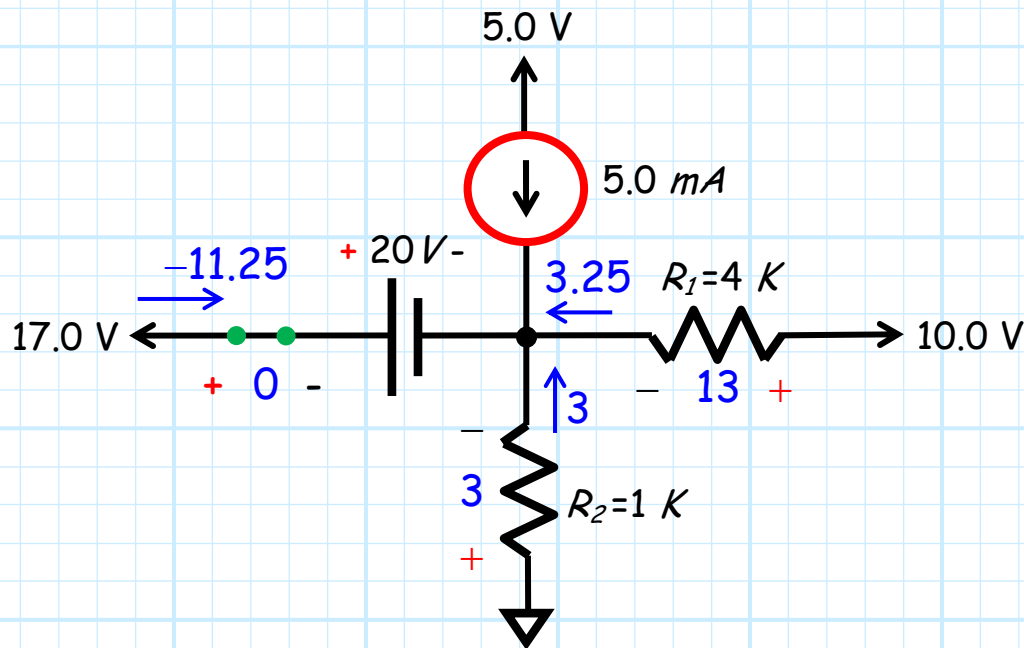 5.0 V
5.0 mA
+ 20 V -
−11.25
3.25
R₁=4 K
17.0 V
10.0 V
+ 0 -
− 13 +
3
−
3
R₂=1 K
+